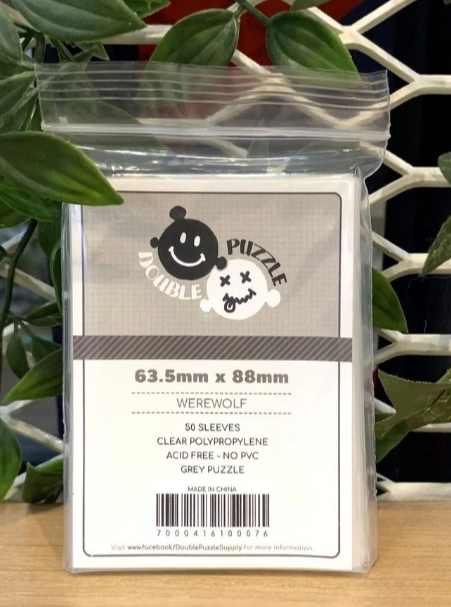 DOUBLE PUZZLE
63.5mm x 88mm
WEREWOLF
50 SLEEVES
CLEAR POLYPROPYLENE
ACID FREE - NO PVC
GREY PUZZLE
MADE IN CHINA
7000416100076
Visit www.facebook/DoublePuzzleSupply for more information.